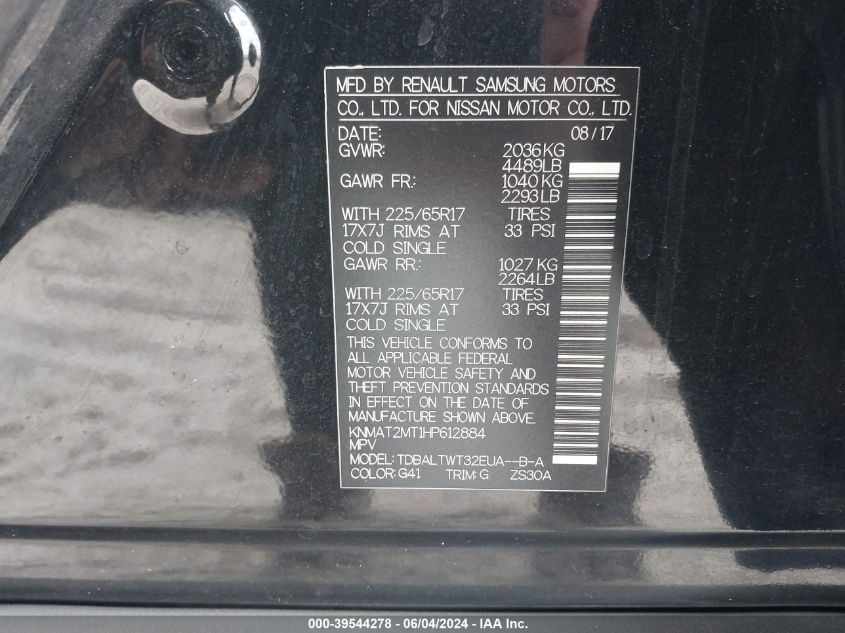 MFD BY RENAULT SAMSUNG MOTORS
CO., LTD. FOR NISSAN MOTOR CO., LTD.
DATE: 08/17
GVWR: 2036KG
4489LB
GAWR FR.: 1040KG
2293LB
WITH 225/65R17 TIRES
17X7J RIMS AT 33 PSI
COLD SINGLE
GAWR RR.: 1027KG
2264LB
WITH 225/65R17 TIRES
17X7J RIMS AT 33 PSI
COLD SINGLE
THIS VEHICLE CONFORMS TO
ALL APPLICABLE FEDERAL
MOTOR VEHICLE SAFETY AND
THEFT PREVENTION STANDARDS
IN EFFECT ON THE DATE OF
MANUFACTURE SHOWN ABOVE.
KNMAT2MT1HP612884
MPV
MODEL: TDBALTWT32EUA--B-A
COLOR: G41 TRIM: G ZS30A
000-39544278 - 06/04/2024 - IAA Inc.